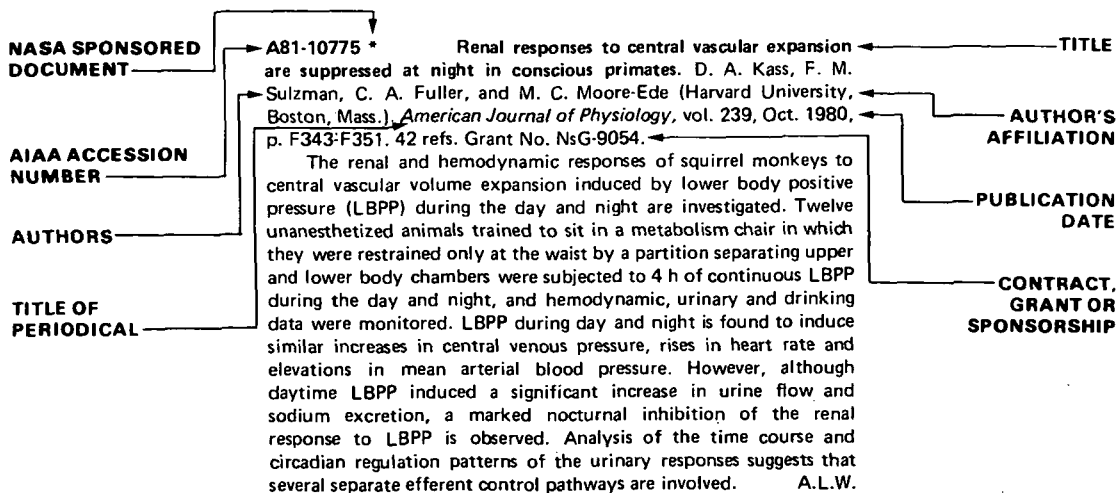 NASA SPONSORED
DOCUMENT
AIAA ACCESSION
NUMBER
AUTHORS
TITLE OF
PERIODICAL
A81-10775 * Renal responses to central vascular expansion
are suppressed at night in conscious primates. D. A. Kass, F. M.
Sulzman, C. A. Fuller, and M. C. Moore-Ede (Harvard University,
Boston, Mass.). American Journal of Physiology, vol. 239, Oct. 1980,
p. F343-F351. 42 refs. Grant No. NsG-9054.
The renal and hemodynamic responses of squirrel monkeys to
central vascular volume expansion induced by lower body positive
pressure (LBPP) during the day and night are investigated. Twelve
unanesthetized animals trained to sit in a metabolism chair in which
they were restrained only at the waist by a partition separating upper
and lower body chambers were subjected to 4 h of continuous LBPP
during the day and night, and hemodynamic, urinary and drinking
data were monitored. LBPP during day and night is found to induce
similar increases in central venous pressure, rises in heart rate and
elevations in mean arterial blood pressure. However, although
daytime LBPP induced a significant increase in urine flow and
sodium excretion, a marked nocturnal inhibition of the renal
response to LBPP is observed. Analysis of the time course and
circadian regulation patterns of the urinary responses suggests that
several separate efferent control pathways are involved. A.L.W.
TITLE
AUTHOR'S
AFFILIATION
PUBLICATION
DATE
CONTRACT,
GRANT OR
SPONSORSHIP